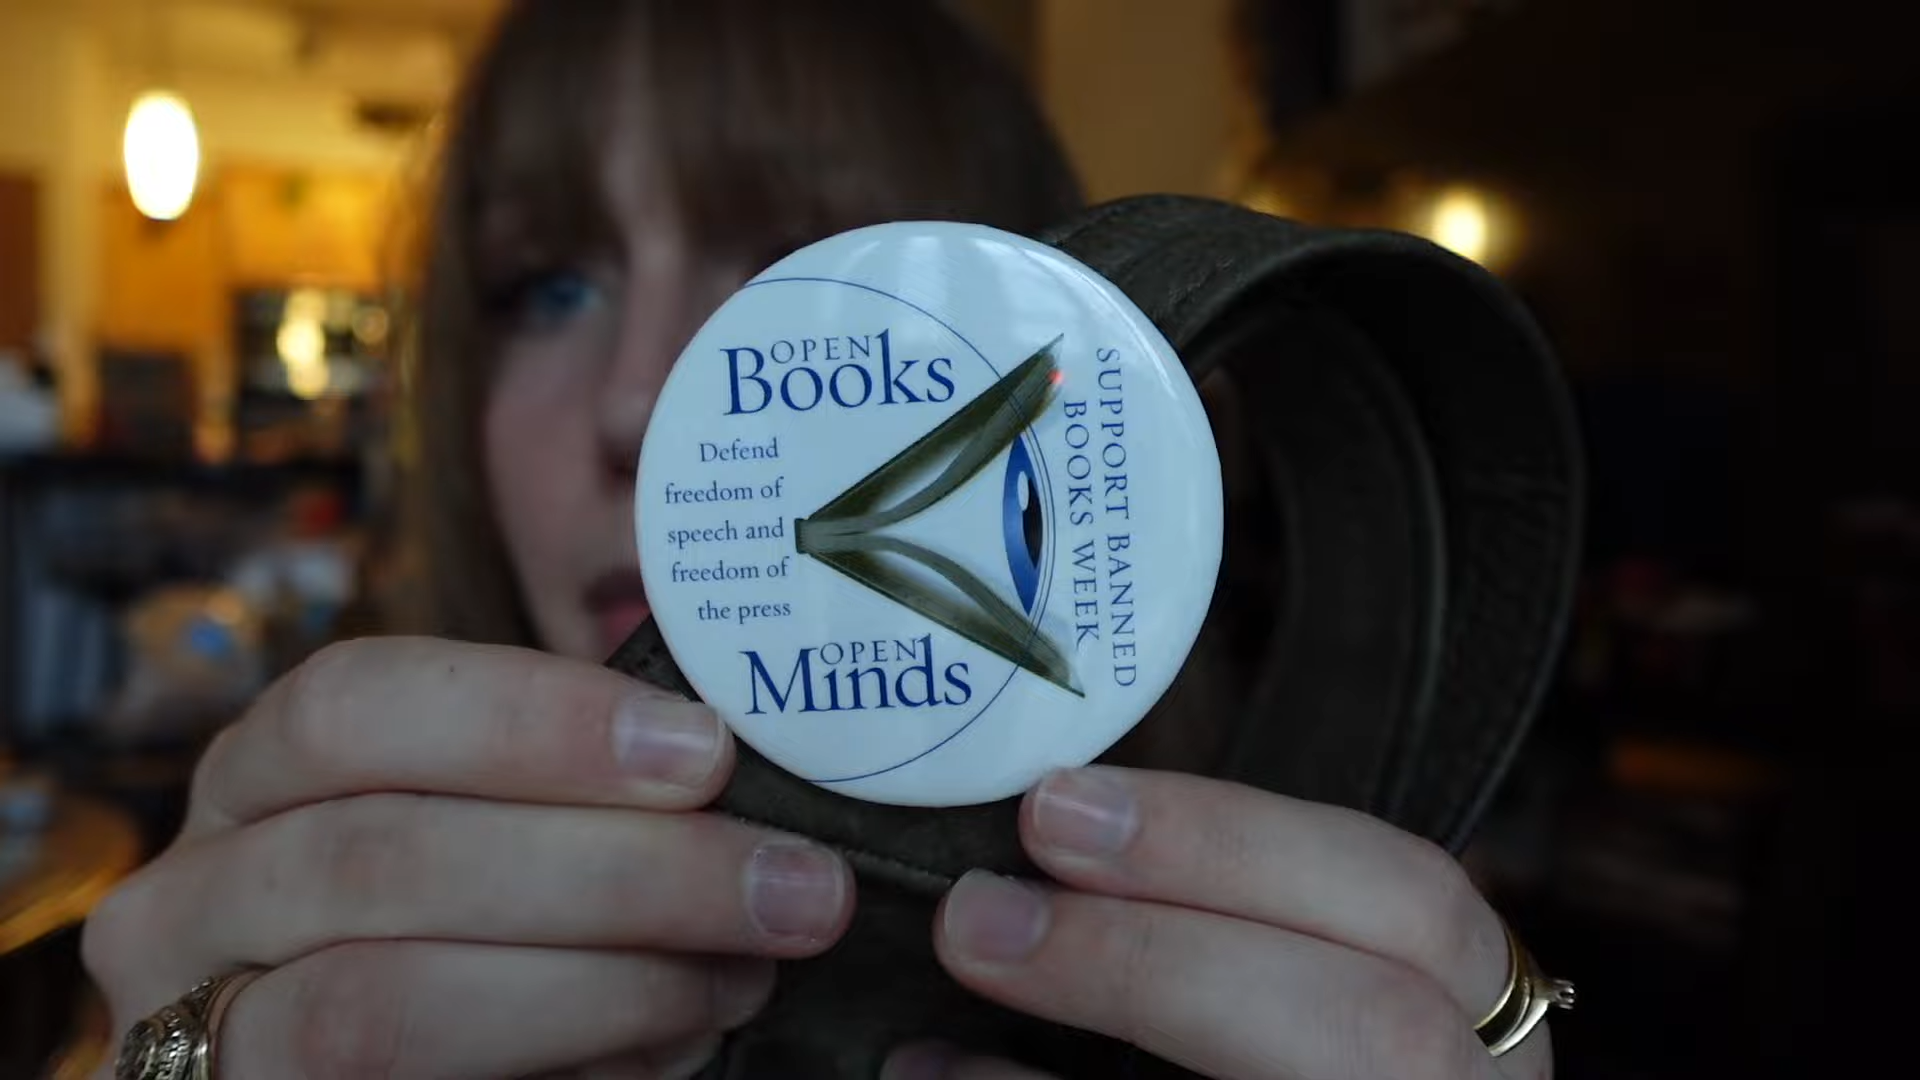 OPEN
Books
Defend
freedom of
speech and
freedom of
the press
OPEN
Minds
SUPPORT BANNED
BOOKS WEEK